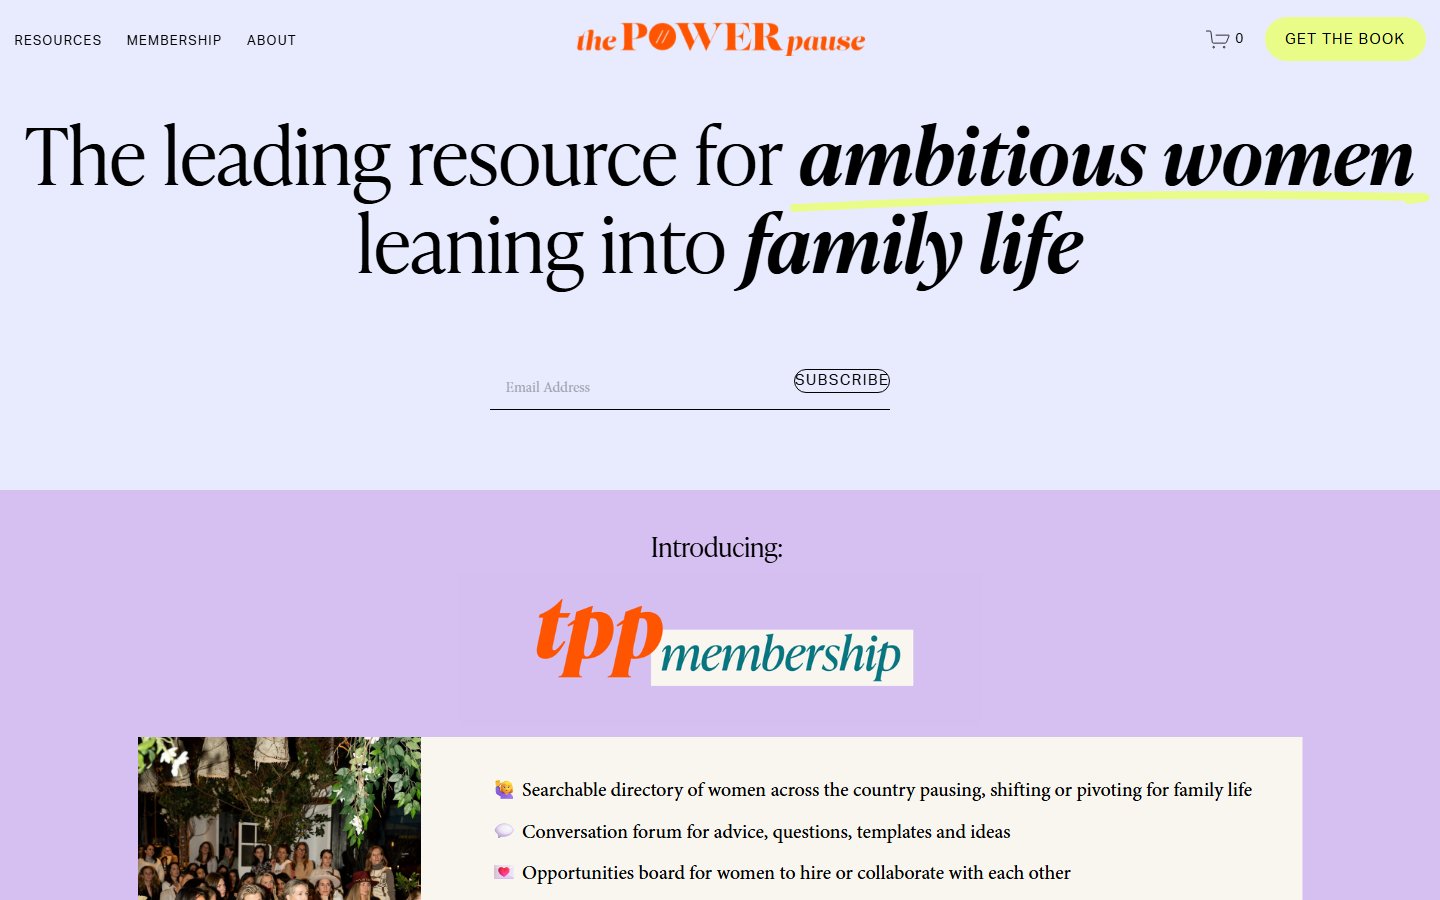 RESOURCES
MEMBERSHIP
ABOUT
the POWER pause
0
GET THE BOOK
The leading resource for ambitious women
leaning into family life
Email Address
SUBSCRIBE
Introducing:
tpp membership
Searchable directory of women across the country pausing, shifting or pivoting for family life
Conversation forum for advice, questions, templates and ideas
Opportunities board for women to hire or collaborate with each other